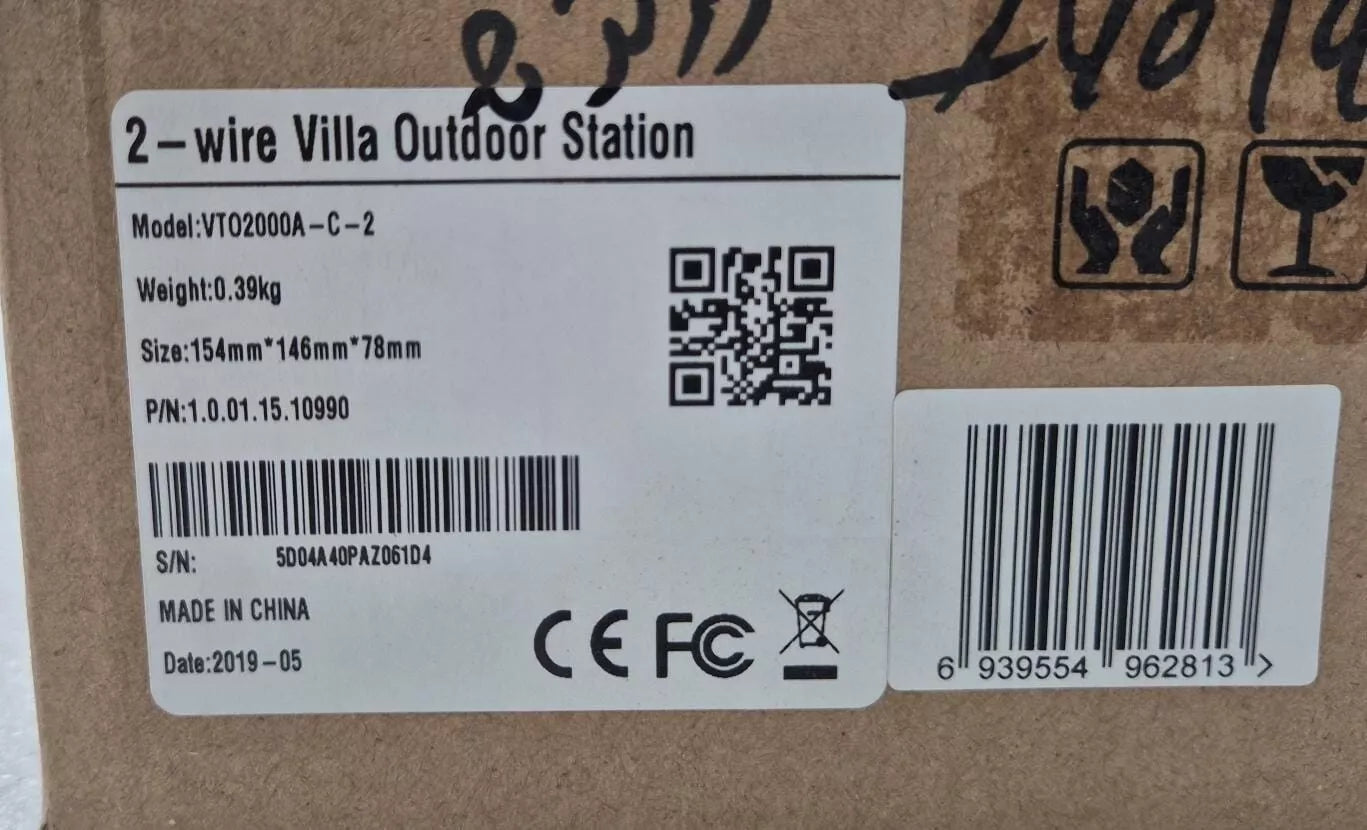 2-wire Villa Outdoor Station
Model:VTO2000A-C-2
Weight:0.39kg
Size:154mm*146mm*78mm
P/N:1.0.01.15.10990
S/N: 5D04A40PAZ061D4
MADE IN CHINA
Date:2019-05
CE FC
6 939554 962813 >